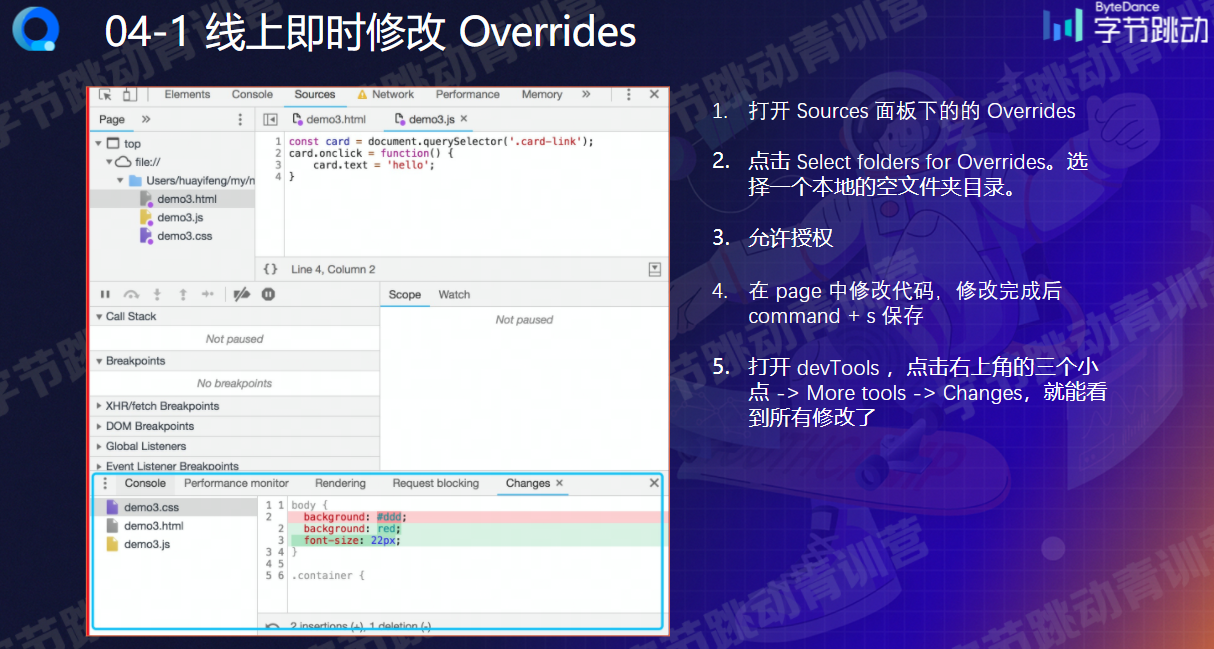 04-1 线上即时修改 Overrides
ByteDance
字节跳动
Elements Console Sources Network Performance Memory »
Page »
demo3.html demo3.js ×
top
file://
Users/huayifeng/my/n
demo3.html
demo3.js
demo3.css
1 const card = document.querySelector('.card-link');
2 card.onclick = function() {
3 card.text = 'hello';
4 }
{} Line 4, Column 2
Scope Watch
Not paused
Call Stack
Not paused
Breakpoints
No breakpoints
XHR/fetch Breakpoints
DOM Breakpoints
Global Listeners
Event Listener Breakpoints
Console Performance monitor Rendering Request blocking Changes ×
demo3.css
demo3.html
demo3.js
1 1 body {
2 background: #ddd;
2 background: red;
3 font-size: 22px;
3 4 }
4 5
5 6 .container {
2 insertions (+), 1 deletion (-)
1. 打开 Sources 面板下的的 Overrides
2. 点击 Select folders for Overrides。选
择一个本地的空文件夹目录。
3. 允许授权
4. 在 page 中修改代码，修改完成后
command + s 保存
5. 打开 devTools ，点击右上角的三个小
点 -> More tools -> Changes，就能看
到所有修改了
字节跳动青训营